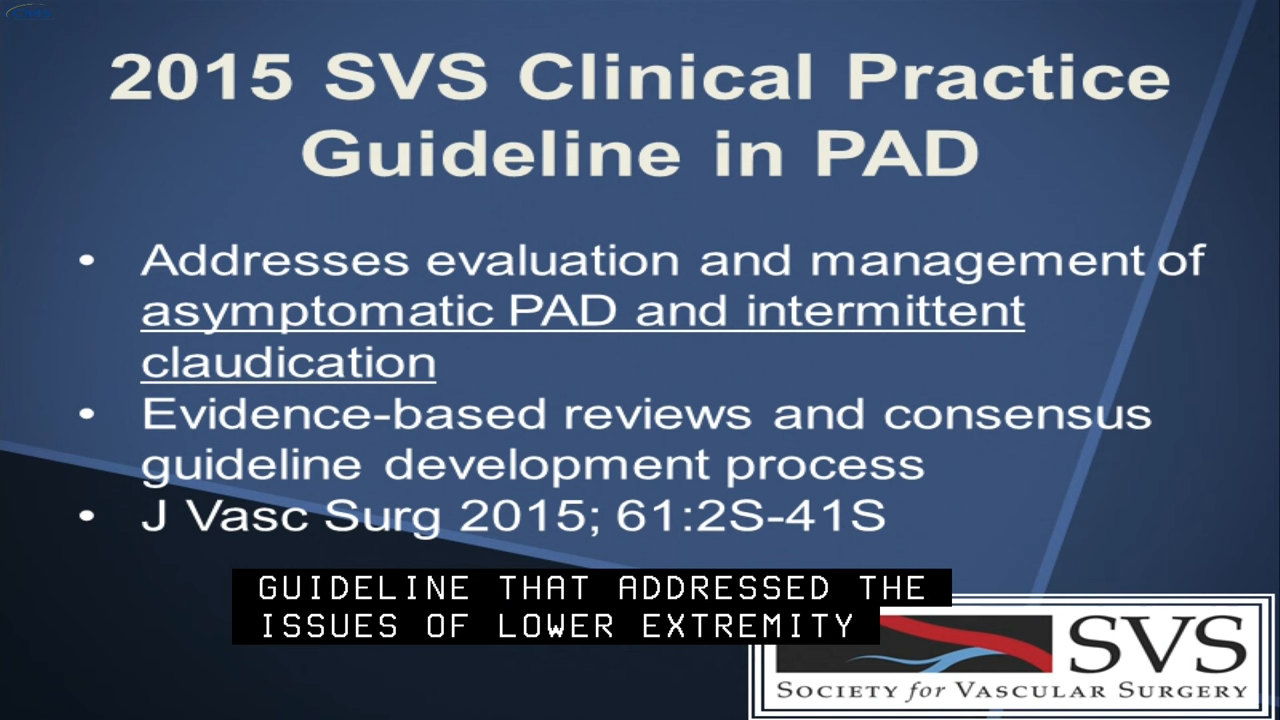 2015 SVS Clinical Practice
Guideline in PAD
• Addresses evaluation and management of
asymptomatic PAD and intermittent
claudication
• Evidence-based reviews and consensus
guideline development process
• J Vasc Surg 2015; 61:2S-41S
GUIDELINE THAT ADDRESSED THE
ISSUES OF LOWER EXTREMITY
SVS
SOCIETY for VASCULAR SURGERY